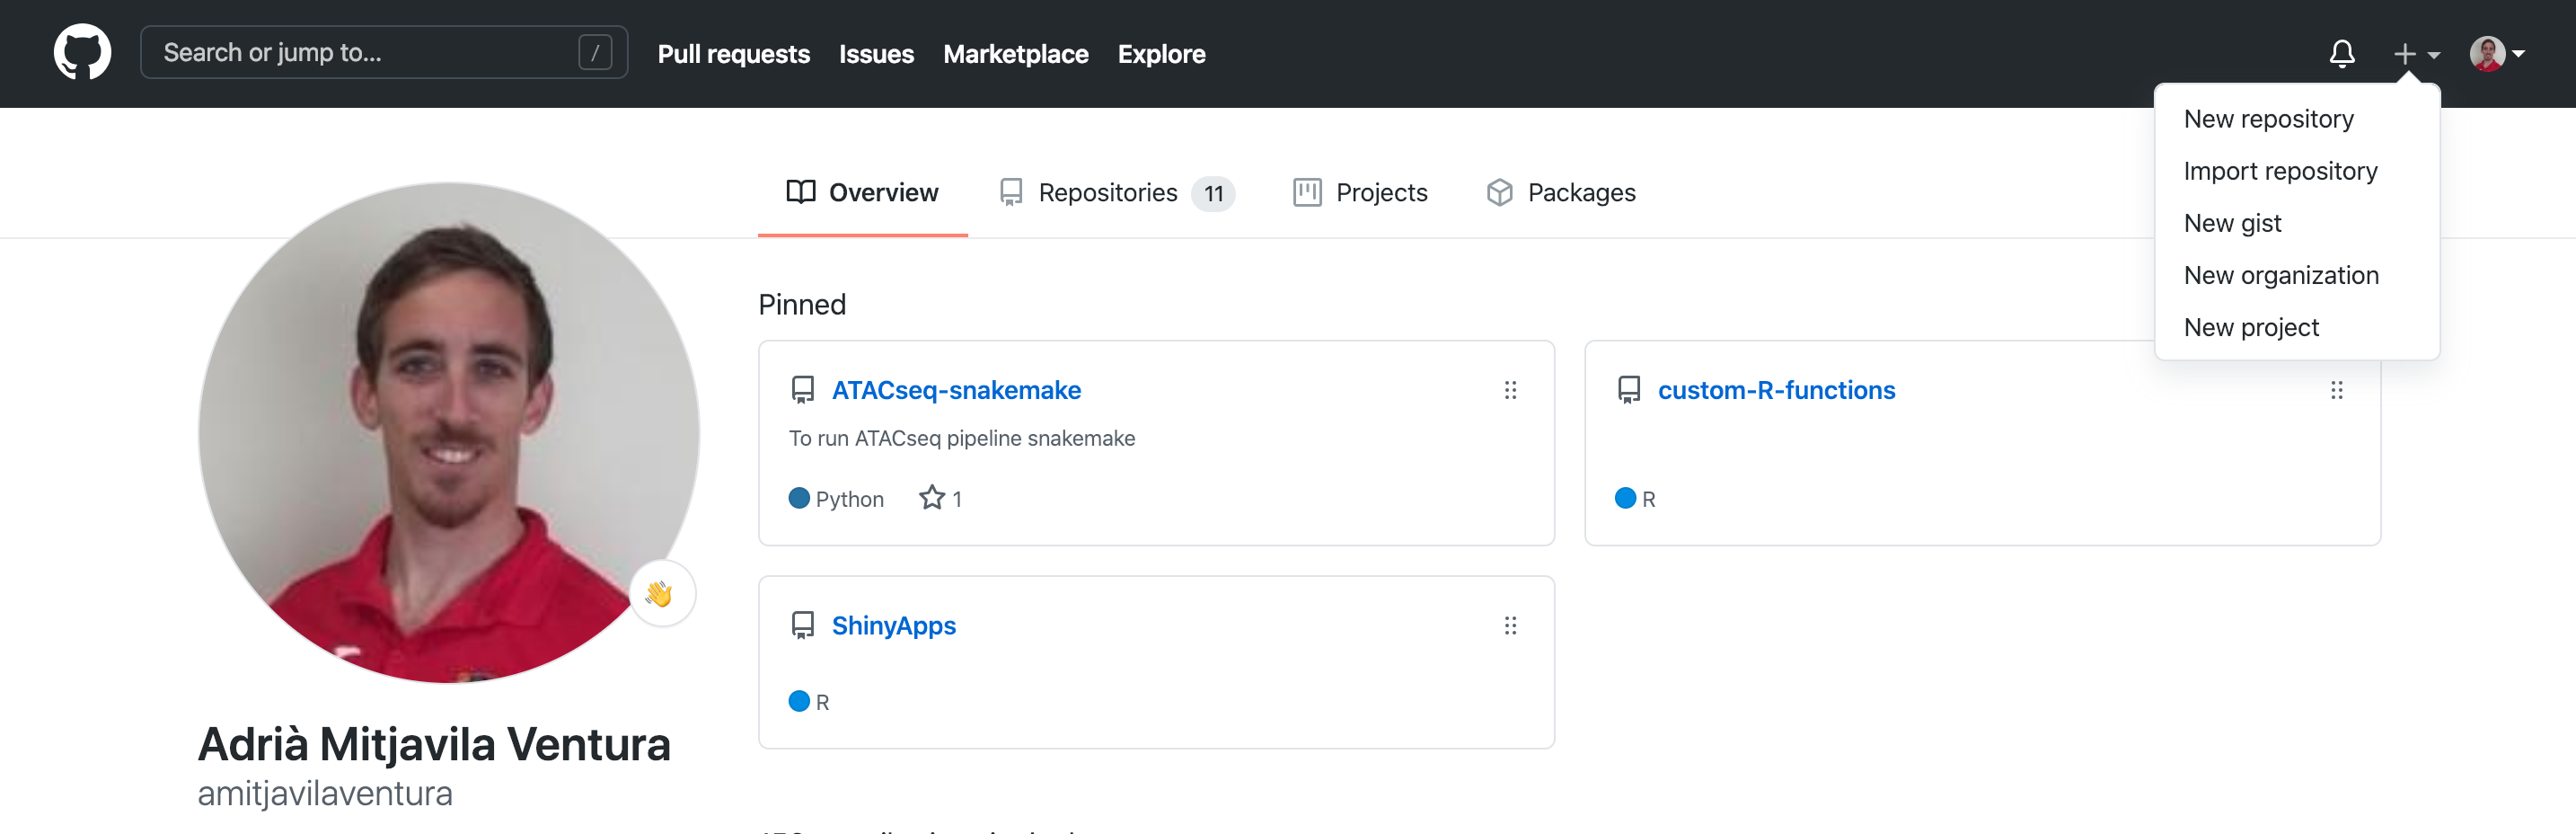 Search or jump to... /
Pull requests
Issues
Marketplace
Explore
New repository
Import repository
New gist
New organization
New project
Overview
Repositories 11
Projects
Packages
Pinned
ATACseq-snakemake
To run ATACseq pipeline snakemake
Python 1
custom-R-functions
R
ShinyApps
R
Adrià Mitjavila Ventura
amitjavilaventura